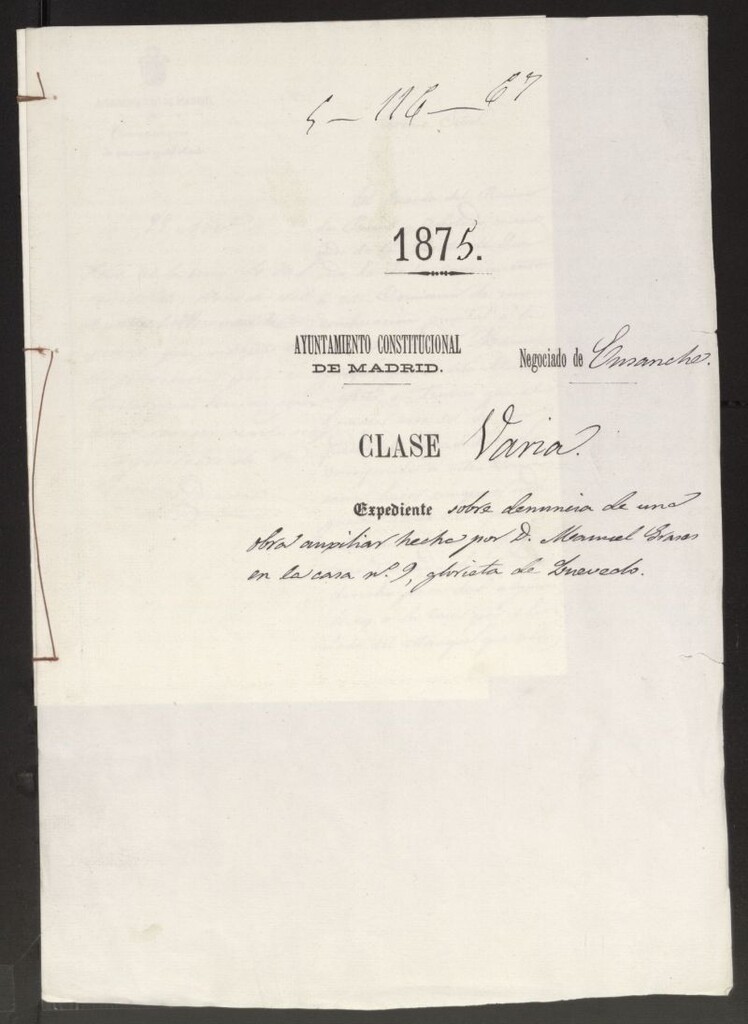 5-116-67
1875.
AYUNTAMIENTO CONSTITUCIONAL
DE MADRID.
Negociado de Ensanche.
CLASE Varia.
Expediente sobre denuncia de una
obra auxiliar hecha por D. Manuel
en la casa nº. 9, glorieta de Quevedo.